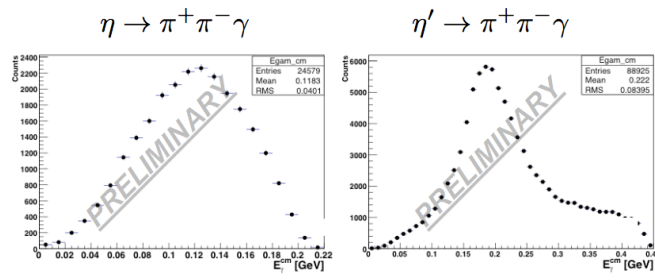 η → π⁺π⁻γ
η′ → π⁺π⁻γ
Counts
2400
2200
2000
1800
1600
1400
1200
1000
800
600
400
200
0
Egam_cm
Entries 24579
Mean 0.1183
RMS 0.0401
PRELIMINARY
0 0.02 0.04 0.06 0.08 0.1 0.12 0.14 0.16 0.18 0.2 0.22
E_γ^cm [GeV]
Counts
6000
5000
4000
3000
2000
1000
0
Egam_cm
Entries 88925
Mean 0.222
RMS 0.08395
PRELIMINARY
0 0.05 0.1 0.15 0.2 0.25 0.3 0.35 0.4 0.4
E_γ^cm [GeV]